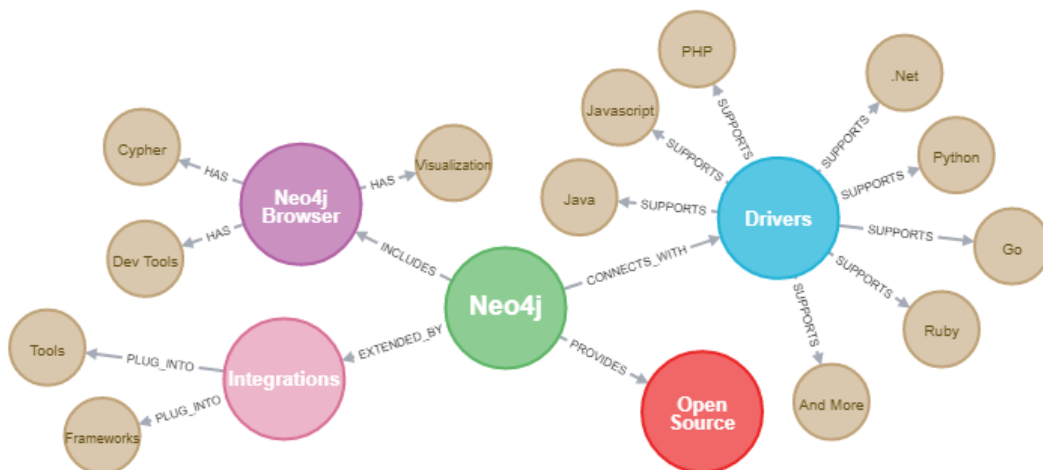 PHP
.Net
Javascript
SUPPORTS
SUPPORTS
Cypher
HAS
Neo4j
Browser
HAS
Visualization
SUPPORTS
SUPPORTS
Python
Java
SUPPORTS
Drivers
SUPPORTS
Go
Dev Tools
HAS
INCLUDES
CONNECTS_WITH
SUPPORTS
SUPPORTS
Ruby
Neo4j
Tools
PLUG_INTO
EXTENDED_BY
Integrations
PROVIDES
Open
Source
And More
Frameworks
PLUG_INTO